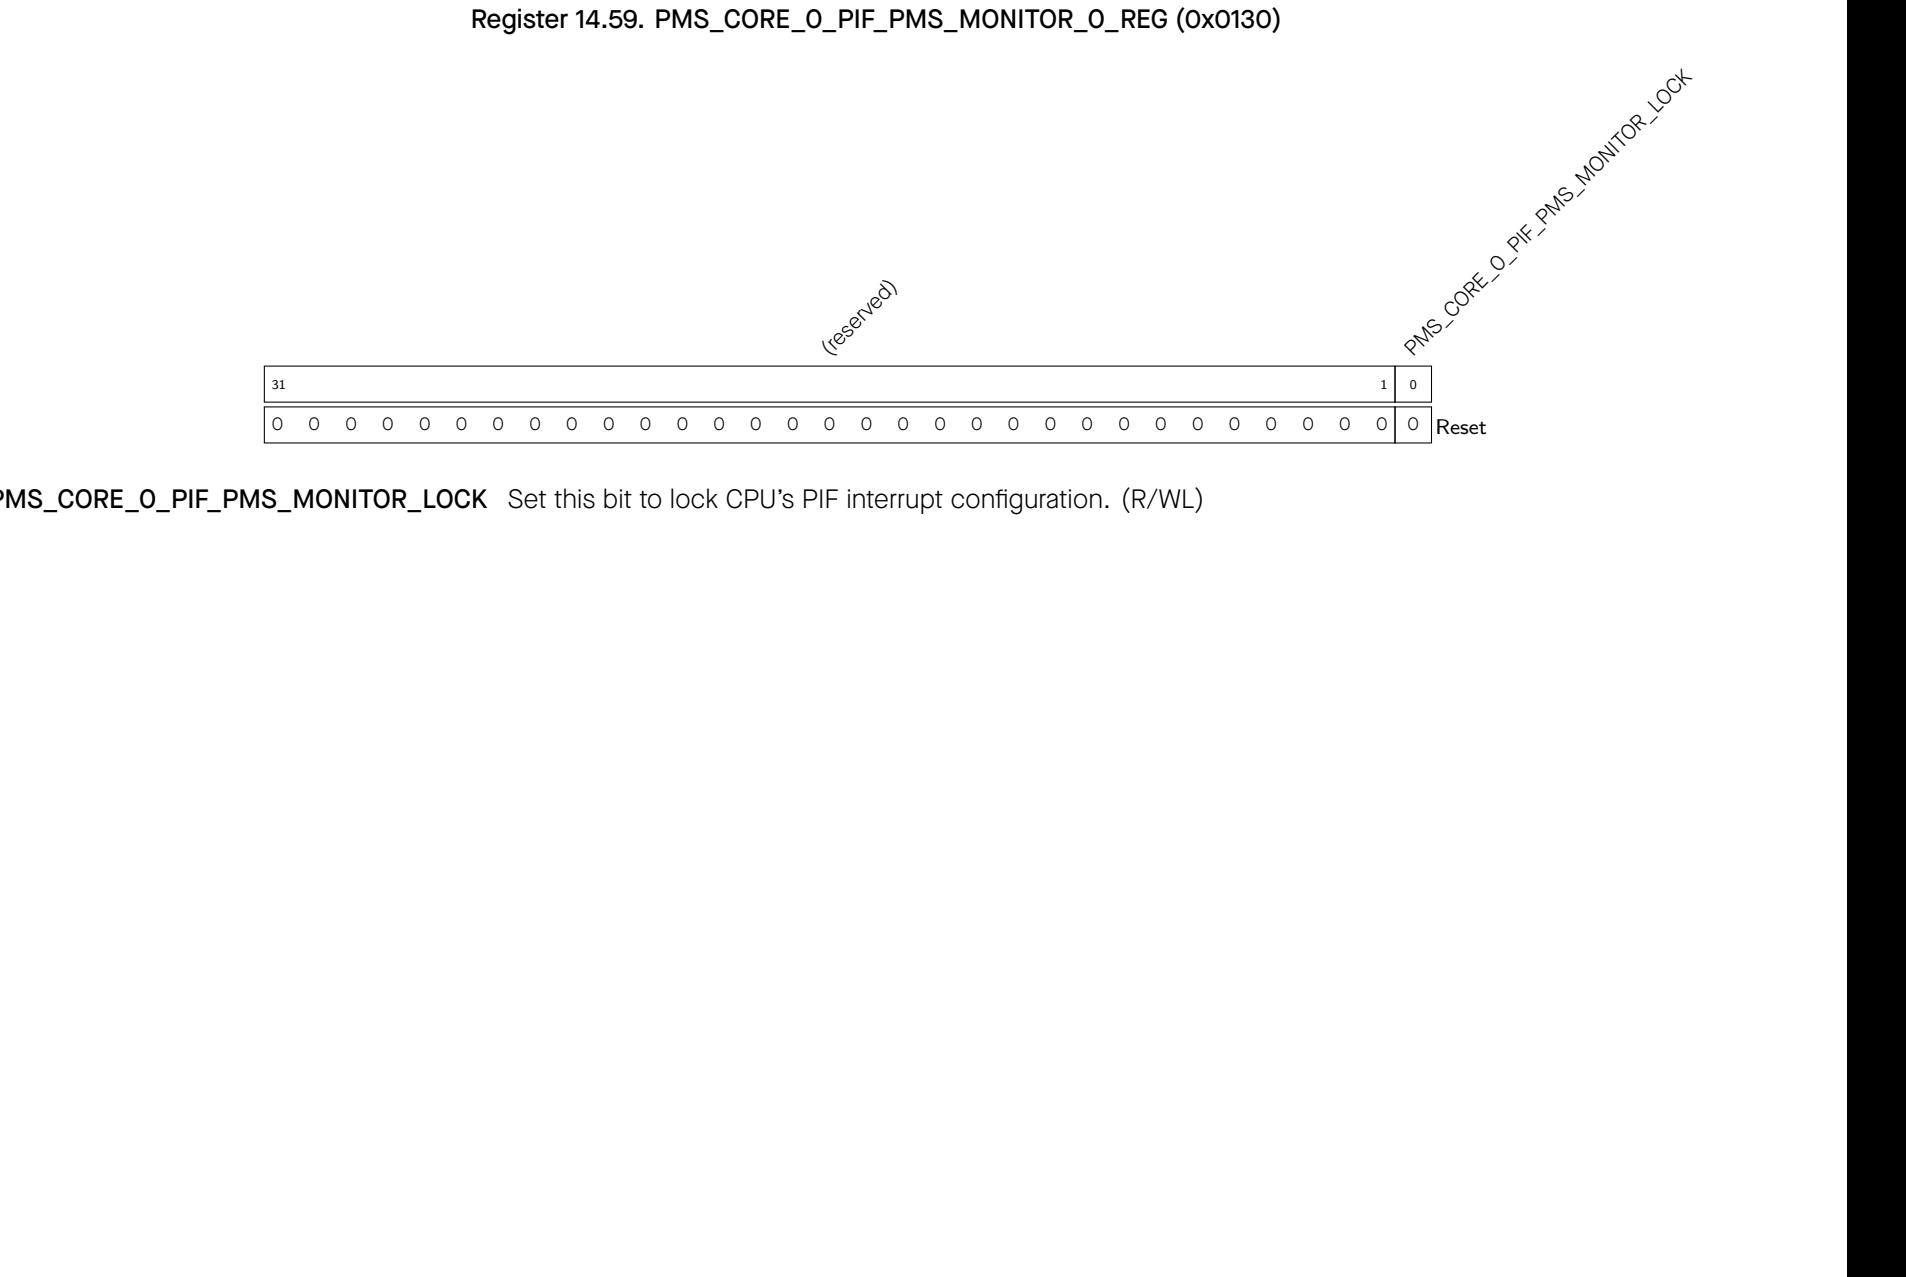 Register 14.59. PMS_CORE_0_PIF_PMS_MONITOR_0_REG (0x0130)
(reserved)
PMS_CORE_0_PIF_PMS_MONITOR_LOCK
31 1 0
0 0 0 0 0 0 0 0 0 0 0 0 0 0 0 0 0 0 0 0 0 0 0 0 0 0 0 0 0 0 0 0 Reset
PMS_CORE_0_PIF_PMS_MONITOR_LOCK Set this bit to lock CPU’s PIF interrupt configuration. (R/WL)